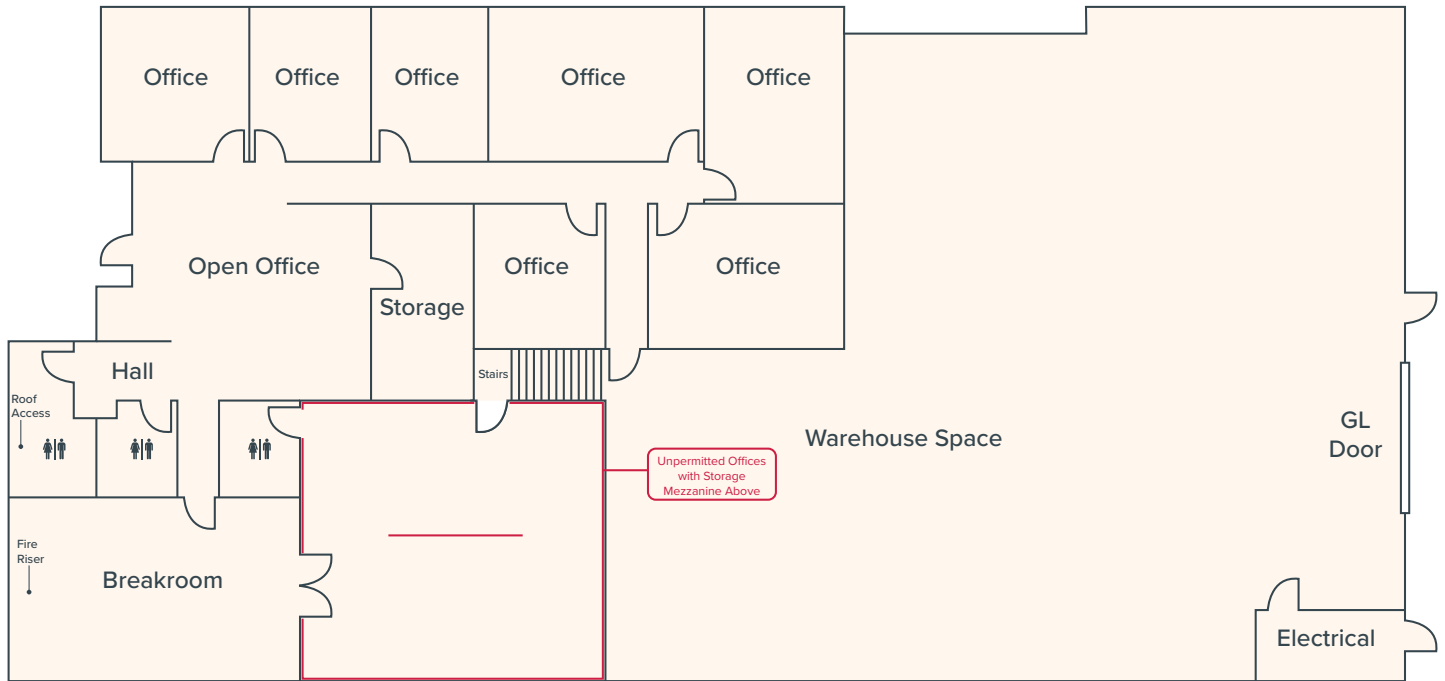 Office
Office
Office
Office
Office
Open Office
Storage
Office
Office
Hall
Stairs
Roof
Access
GL
Door
Warehouse Space
Unpermitted Offices
with Storage
Mezzanine Above
Fire
Riser
Breakroom
Electrical